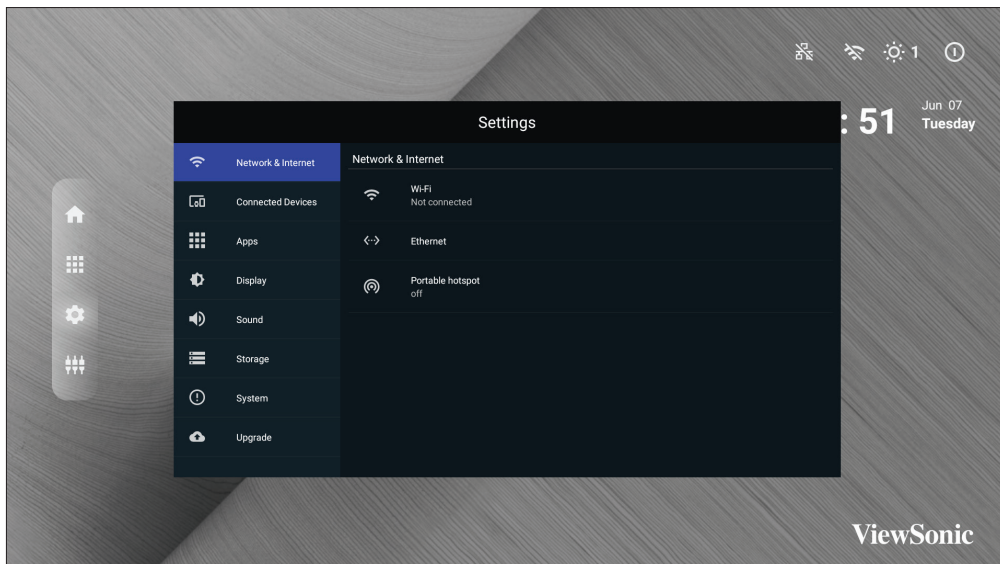 1
: 51
Jun 07
Tuesday
Settings
Network & Internet
Connected Devices
Apps
Display
Sound
Storage
System
Upgrade
Network & Internet
Wi-Fi
Not connected
Ethernet
Portable hotspot
off
ViewSonic